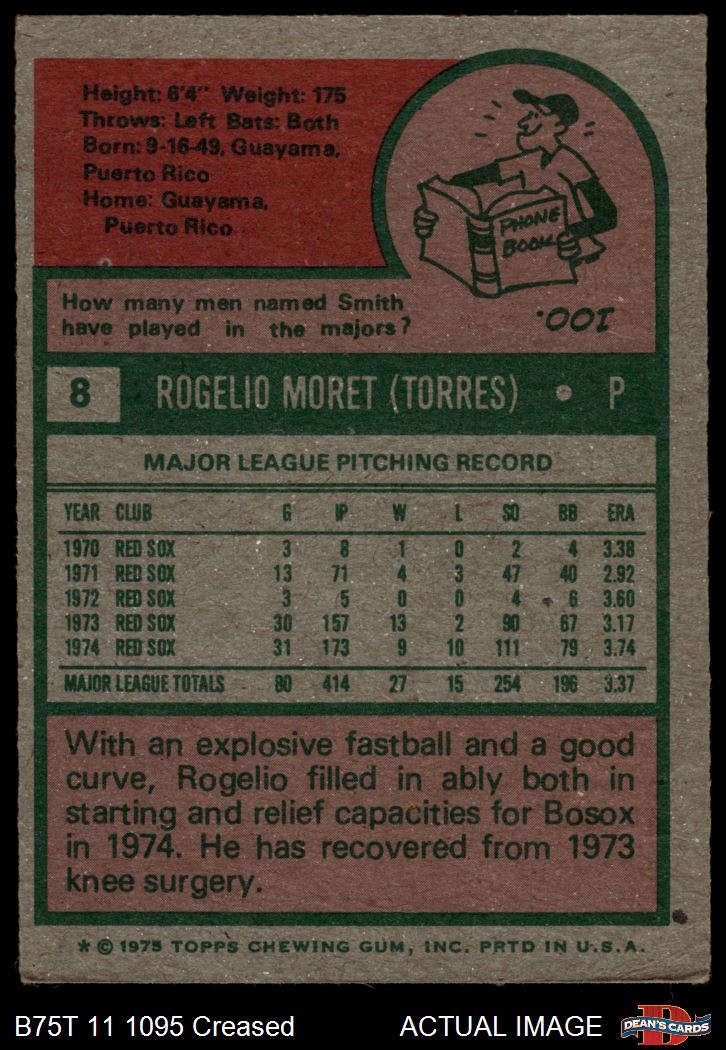 Height: 6'4" Weight: 175
Throws: Left Bats: Both
Born: 9-16-49, Guayama,
Puerto Rico
Home: Guayama,
Puerto Rico
PHONE
BOOK
How many men named Smith
have played in the majors?
100.
8 ROGELIO MORET (TORRES) • P
MAJOR LEAGUE PITCHING RECORD
YEAR CLUB G IP W L SO BB ERA
1970 RED SOX 3 8 1 0 2 4 3.38
1971 RED SOX 13 71 4 3 47 40 2.92
1972 RED SOX 3 5 0 0 4 6 3.60
1973 RED SOX 30 157 13 2 90 67 3.17
1974 RED SOX 31 173 9 10 111 79 3.74
MAJOR LEAGUE TOTALS 80 414 27 15 254 196 3.37
With an explosive fastball and a good
curve, Rogelio filled in ably both in
starting and relief capacities for Bosox
in 1974. He has recovered from 1973
knee surgery.
* © 1975 TOPPS CHEWING GUM, INC. PRTD IN U.S.A.
B75T 11 1095 Creased ACTUAL IMAGE
DEAN'S CARDS